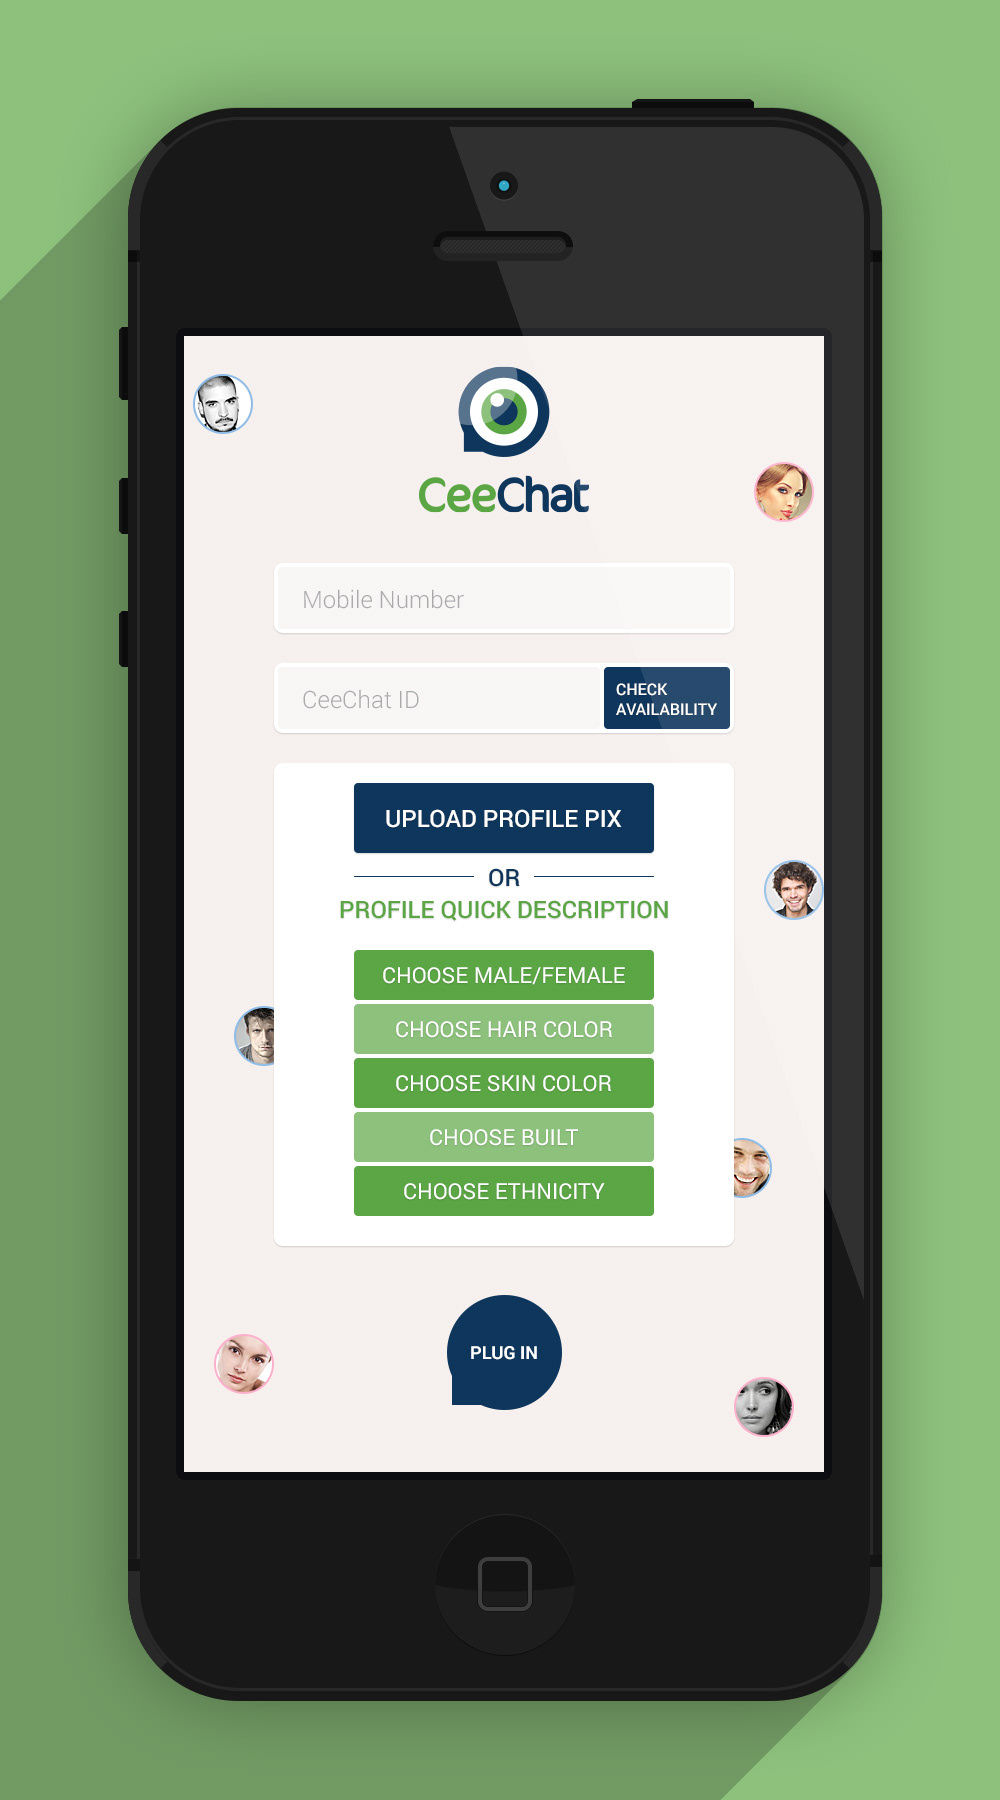 CeeChat
Mobile Number
CeeChat ID
CHECK
AVAILABILITY
UPLOAD PROFILE PIX
OR
PROFILE QUICK DESCRIPTION
CHOOSE MALE/FEMALE
CHOOSE HAIR COLOR
CHOOSE SKIN COLOR
CHOOSE BUILT
CHOOSE ETHNICITY
PLUG IN